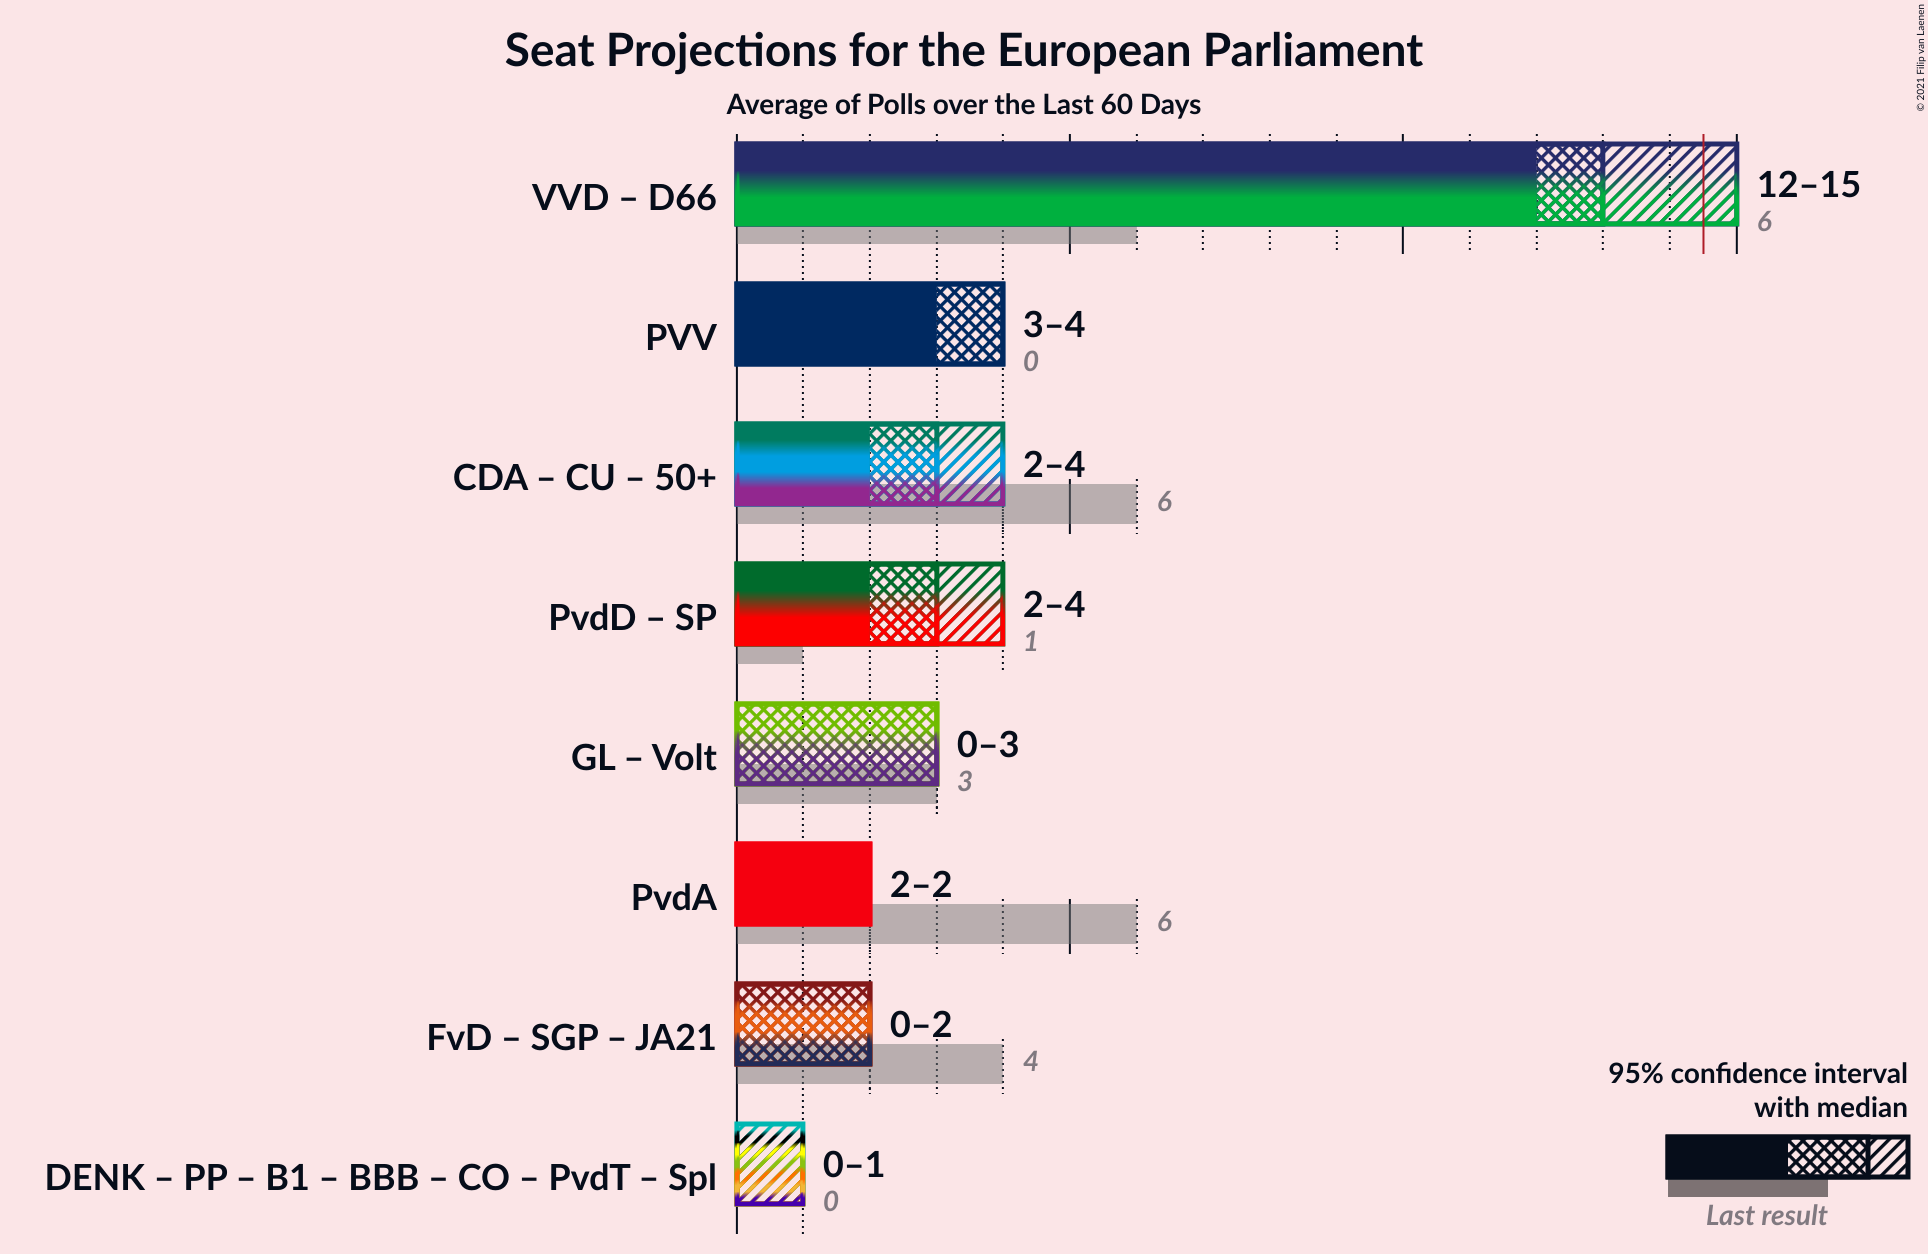 Seat Projections for the European Parliament
Average of Polls over the Last 60 Days
© 2021 Filip van Laenen
VVD – D66
12–15
6
PVV
3–4
0
CDA – CU – 50+
2–4
6
PvdD – SP
2–4
1
GL – Volt
0–3
3
PvdA
2–2
6
FvD – SGP – JA21
0–2
4
DENK – PP – B1 – BBB – CO – PvdT – Spl
0–1
0
95% confidence interval
with median
Last result